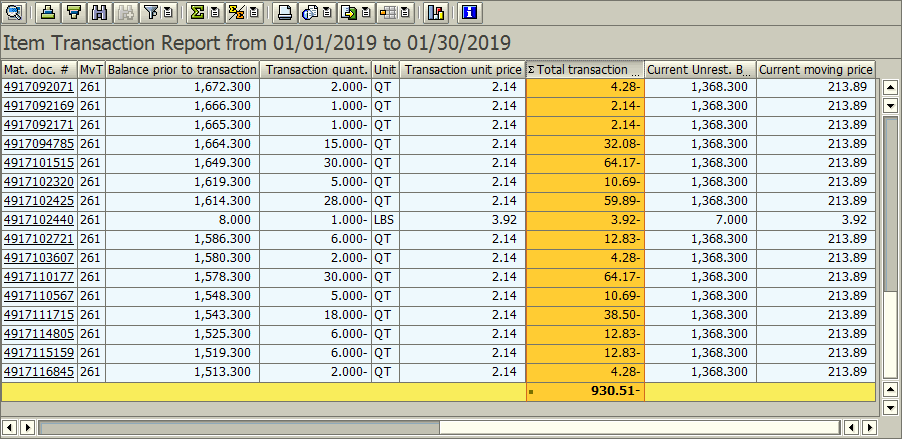 Item Transaction Report from 01/01/2019 to 01/30/2019
Mat. doc. # MvT Balance prior to transaction Transaction quant. Unit Transaction unit price Σ Total transaction ... Current Unrest. B... Current moving price
4917092071 261 1,672.300 2.000- QT 2.14 4.28- 1,368.300 213.89
4917092169 261 1,666.300 1.000- QT 2.14 2.14- 1,368.300 213.89
4917092171 261 1,665.300 1.000- QT 2.14 2.14- 1,368.300 213.89
4917094785 261 1,664.300 15.000- QT 2.14 32.08- 1,368.300 213.89
4917101515 261 1,649.300 30.000- QT 2.14 64.17- 1,368.300 213.89
4917102320 261 1,619.300 5.000- QT 2.14 10.69- 1,368.300 213.89
4917102425 261 1,614.300 28.000- QT 2.14 59.89- 1,368.300 213.89
4917102440 261 8.000 1.000- LBS 3.92 3.92- 7.000 3.92
4917102721 261 1,586.300 6.000- QT 2.14 12.83- 1,368.300 213.89
4917103607 261 1,580.300 2.000- QT 2.14 4.28- 1,368.300 213.89
4917110177 261 1,578.300 30.000- QT 2.14 64.17- 1,368.300 213.89
4917110567 261 1,548.300 5.000- QT 2.14 10.69- 1,368.300 213.89
4917111715 261 1,543.300 18.000- QT 2.14 38.50- 1,368.300 213.89
4917114805 261 1,525.300 6.000- QT 2.14 12.83- 1,368.300 213.89
4917115159 261 1,519.300 6.000- QT 2.14 12.83- 1,368.300 213.89
4917116845 261 1,513.300 2.000- QT 2.14 4.28- 1,368.300 213.89
930.51-